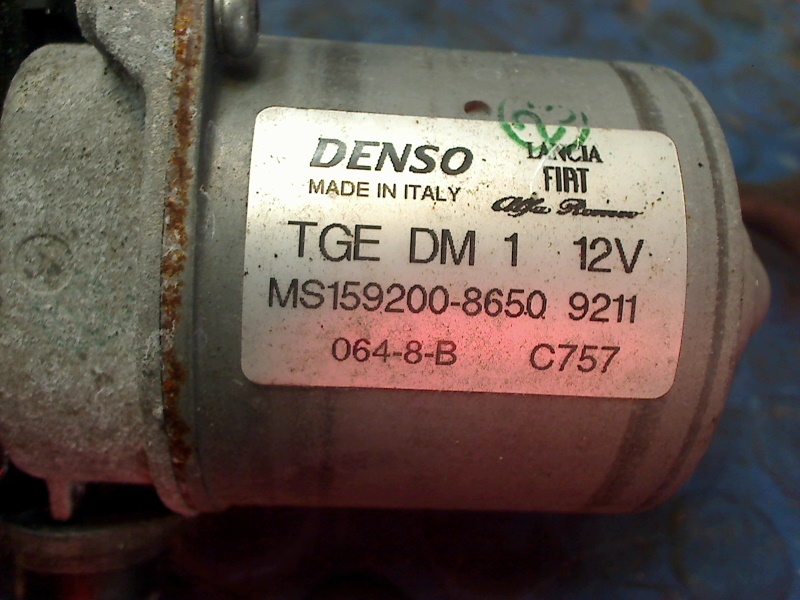 DENSO
MADE IN ITALY
LANCIA
FIAT
Alfa Romeo
TGE DM 1 12V
MS159200-8650 9211
064-8-B C757